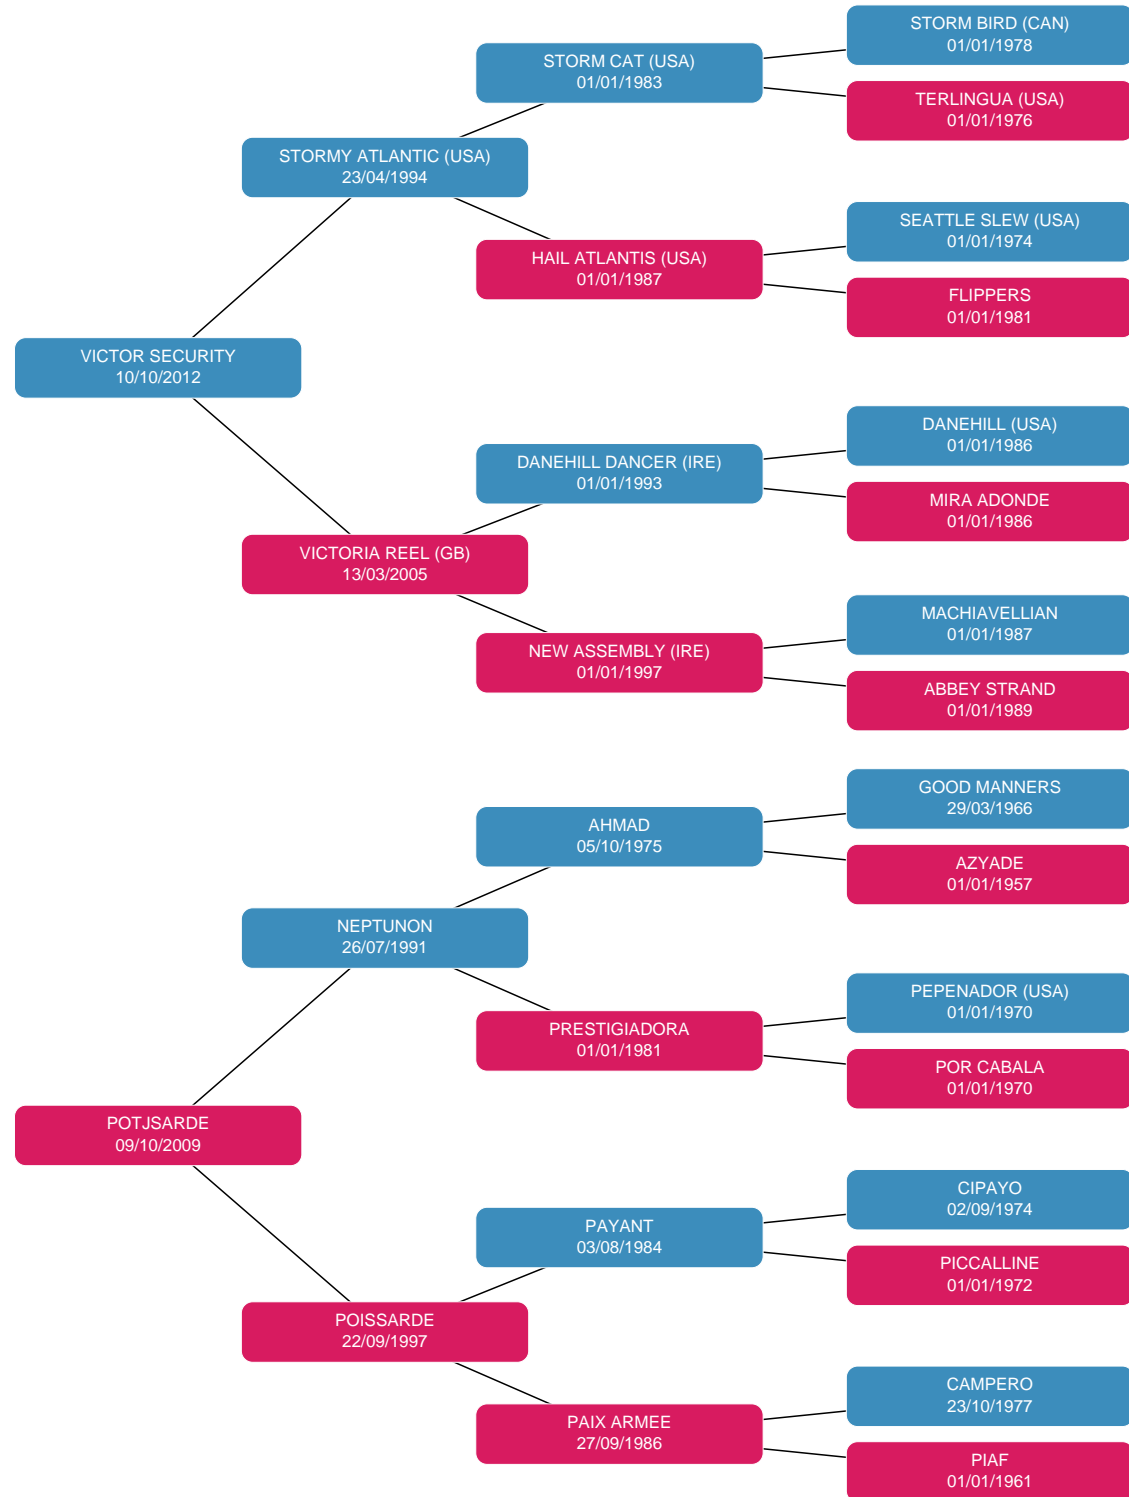 STORM BIRD (CAN)
01/01/1978
STORM CAT (USA)
01/01/1983
TERLINGUA (USA)
01/01/1976
STORMY ATLANTIC (USA)
23/04/1994
SEATTLE SLEW (USA)
01/01/1974
HAIL ATLANTIS (USA)
01/01/1987
FLIPPERS
01/01/1981
VICTOR SECURITY
10/10/2012
DANEHILL (USA)
01/01/1986
DANEHILL DANCER (IRE)
01/01/1993
MIRA ADONDE
01/01/1986
VICTORIA REEL (GB)
13/03/2005
MACHIAVELLIAN
01/01/1987
NEW ASSEMBLY (IRE)
01/01/1997
ABBEY STRAND
01/01/1989
GOOD MANNERS
29/03/1966
AHMAD
05/10/1975
AZYADE
01/01/1957
NEPTUNON
26/07/1991
PEPENADOR (USA)
01/01/1970
PRESTIGIADORA
01/01/1981
POR CABALA
01/01/1970
POTJSARDE
09/10/2009
CIPAYO
02/09/1974
PAYANT
03/08/1984
PICCALLINE
01/01/1972
POISSARDE
22/09/1997
CAMPERO
23/10/1977
PAIX ARMEE
27/09/1986
PIAF
01/01/1961